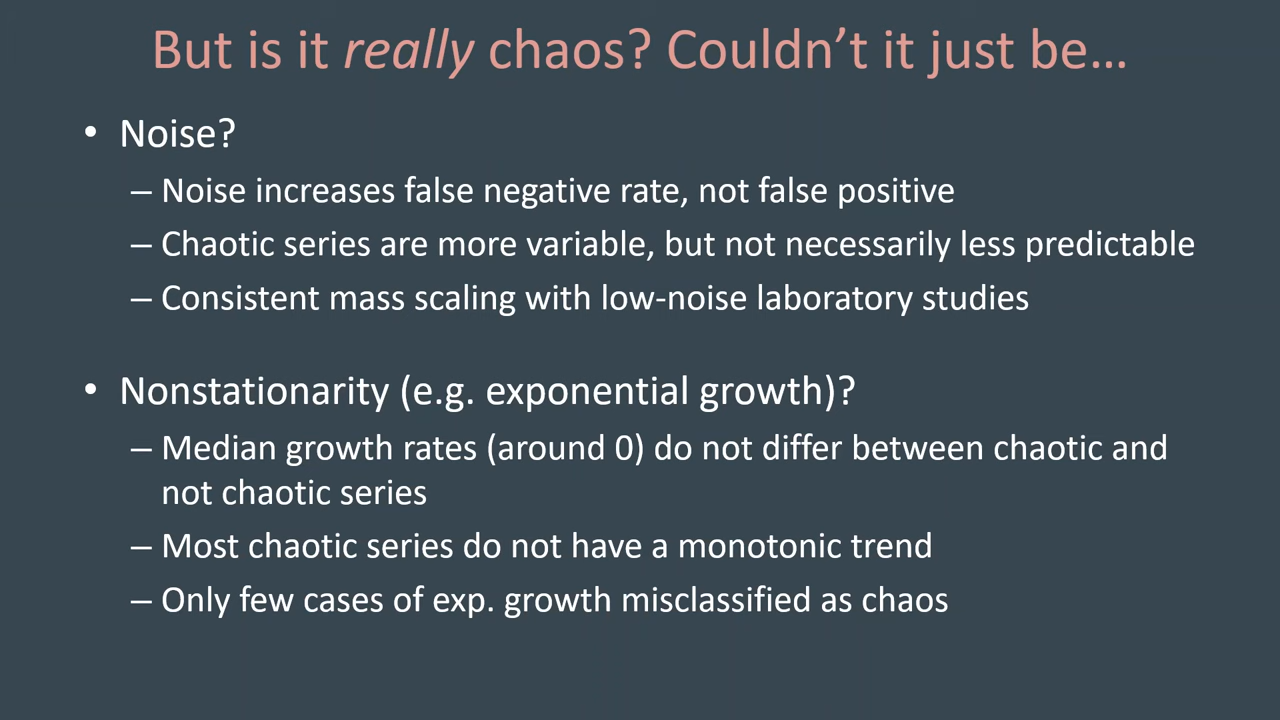 But is it really chaos? Couldn’t it just be…
• Noise?
– Noise increases false negative rate, not false positive
– Chaotic series are more variable, but not necessarily less predictable
– Consistent mass scaling with low-noise laboratory studies
• Nonstationarity (e.g. exponential growth)?
– Median growth rates (around 0) do not differ between chaotic and
not chaotic series
– Most chaotic series do not have a monotonic trend
– Only few cases of exp. growth misclassified as chaos